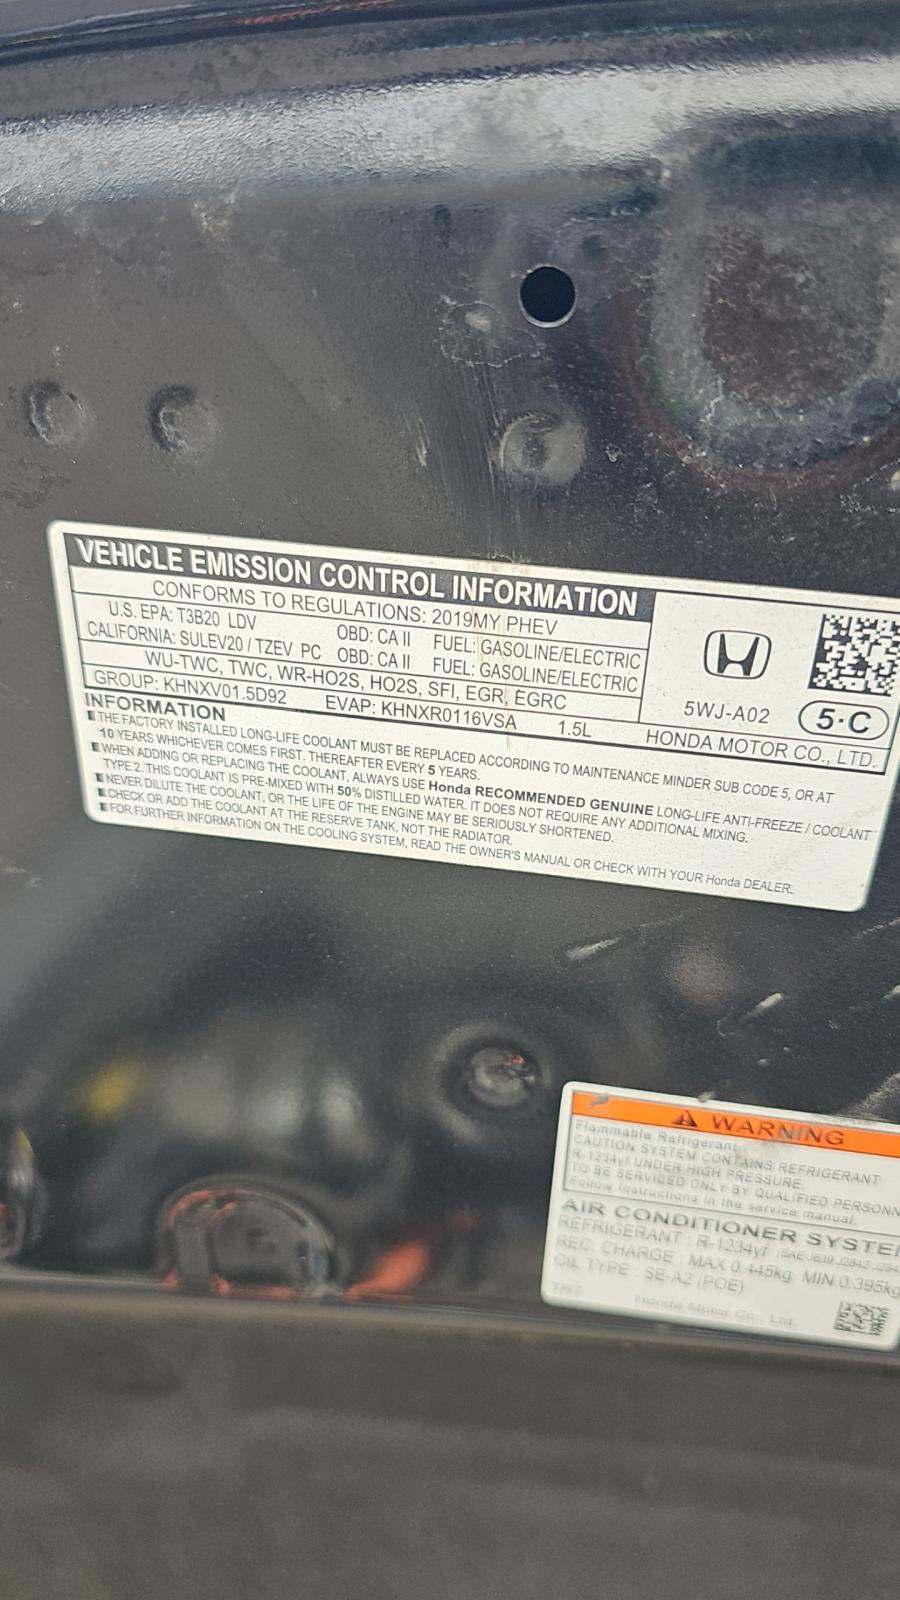 VEHICLE EMISSION CONTROL INFORMATION
CONFORMS TO REGULATIONS: 2019MY PHEV
U.S. EPA: T3B20 LDV OBD: CA II FUEL: GASOLINE/ELECTRIC
CALIFORNIA: SULEV20 / TZEV PC OBD: CA II FUEL: GASOLINE/ELECTRIC
WU-TWC, TWC, WR-HO2S, HO2S, SFI, EGR, EGRC
GROUP: KHNXV01.5D92 EVAP: KHNXR0116VSA 1.5L
5WJ-A02 5·C
HONDA MOTOR CO., LTD.
INFORMATION
THE FACTORY INSTALLED LONG-LIFE COOLANT MUST BE REPLACED ACCORDING TO MAINTENANCE MINDER SUB CODE 5, OR AT
10 YEARS WHICHEVER COMES FIRST. THEREAFTER EVERY 5 YEARS.
WHEN ADDING OR REPLACING THE COOLANT, ALWAYS USE Honda RECOMMENDED GENUINE LONG-LIFE ANTI-FREEZE / COOLANT
TYPE 2. THIS COOLANT IS PRE-MIXED WITH 50% DISTILLED WATER. IT DOES NOT REQUIRE ANY ADDITIONAL MIXING.
NEVER DILUTE THE COOLANT, OR THE LIFE OF THE ENGINE MAY BE SERIOUSLY SHORTENED.
CHECK OR ADD THE COOLANT AT THE RESERVE TANK, NOT THE RADIATOR.
FOR FURTHER INFORMATION ON THE COOLING SYSTEM, READ THE OWNER'S MANUAL OR CHECK WITH YOUR Honda DEALER.
WARNING
Flammable Refrigerant.
CAUTION SYSTEM CONTAINS REFRIGERANT
R-1234yf UNDER HIGH PRESSURE.
TO BE SERVICED ONLY BY QUALIFIED PERSONN
Follow instructions in the service manual.
AIR CONDITIONER SYSTE
REFRIGERANT : R-1234yf (SAE J639 J2842
REC. CHARGE MAX 0.445kg MIN 0.395kg
OIL TYPE SE-A2 (POE)
Honda Motor Co., Ltd.